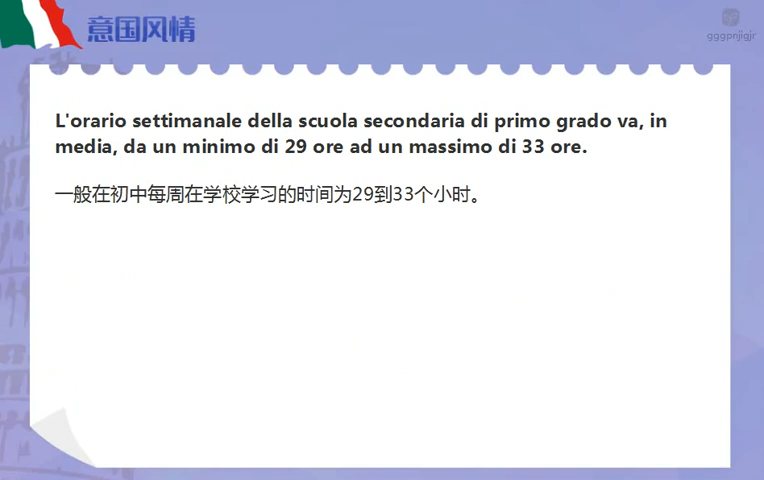 意国风情
gggpnjigjr
L'orario settimanale della scuola secondaria di primo grado va, in
media, da un minimo di 29 ore ad un massimo di 33 ore.
一般在初中每周在学校学习的时间为29到33个小时。